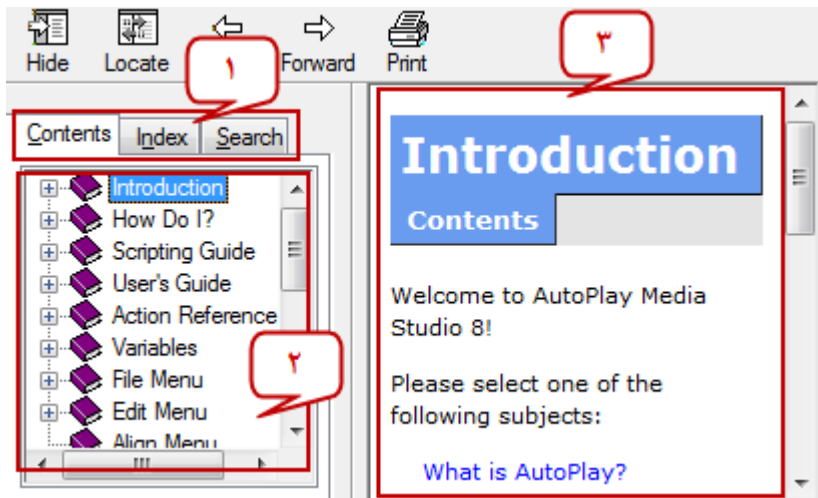 Hide Locate Forward Print
١
٣
Contents Index Search
Introduction
How Do I?
Scripting Guide
User's Guide
Action Reference
Variables
File Menu
Edit Menu
Align Menu
٢
Introduction
Contents
Welcome to AutoPlay Media
Studio 8!
Please select one of the
following subjects:
What is AutoPlay?